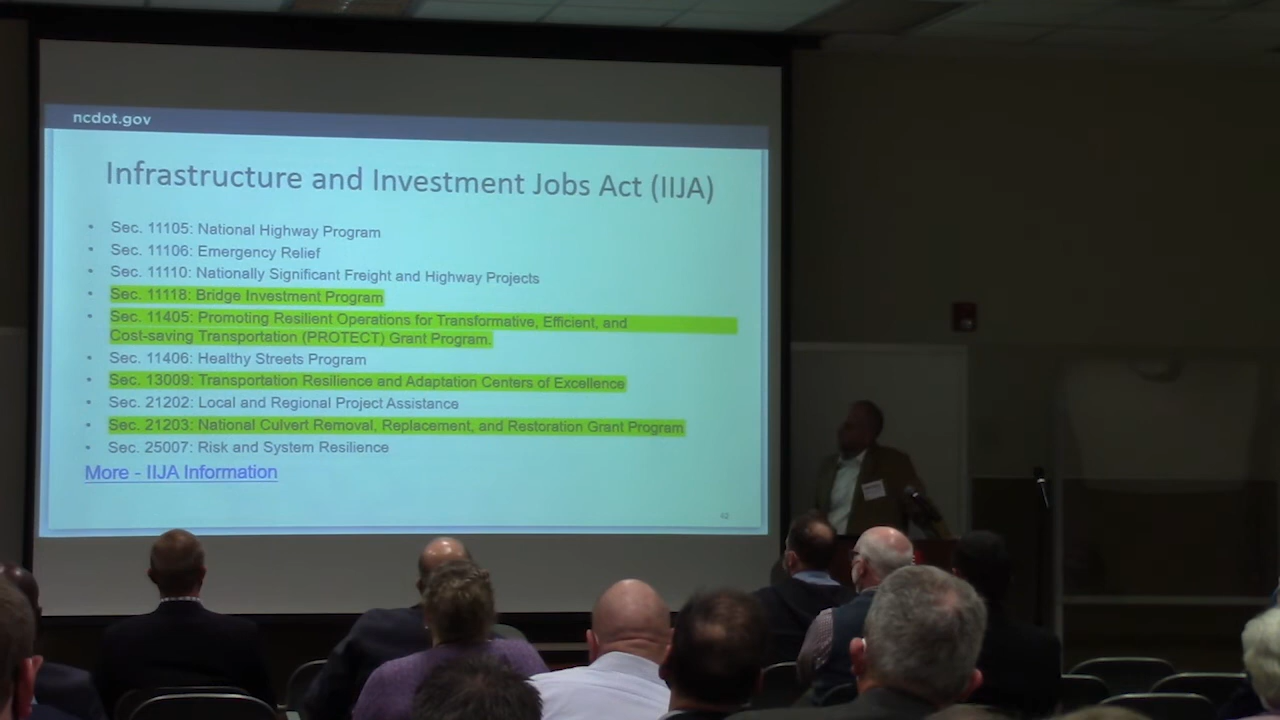 ncdot.gov
Infrastructure and Investment Jobs Act (IIJA)
• Sec. 11105: National Highway Program
• Sec. 11106: Emergency Relief
• Sec. 11110: Nationally Significant Freight and Highway Projects
• Sec. 11118: Bridge Investment Program
• Sec. 11405: Promoting Resilient Operations for Transformative, Efficient, and
Cost-saving Transportation (PROTECT) Grant Program.
• Sec. 11406: Healthy Streets Program
• Sec. 13009: Transportation Resilience and Adaptation Centers of Excellence
• Sec. 21202: Local and Regional Project Assistance
• Sec. 21203: National Culvert Removal, Replacement, and Restoration Grant Program
• Sec. 25007: Risk and System Resilience
More - IIJA Information